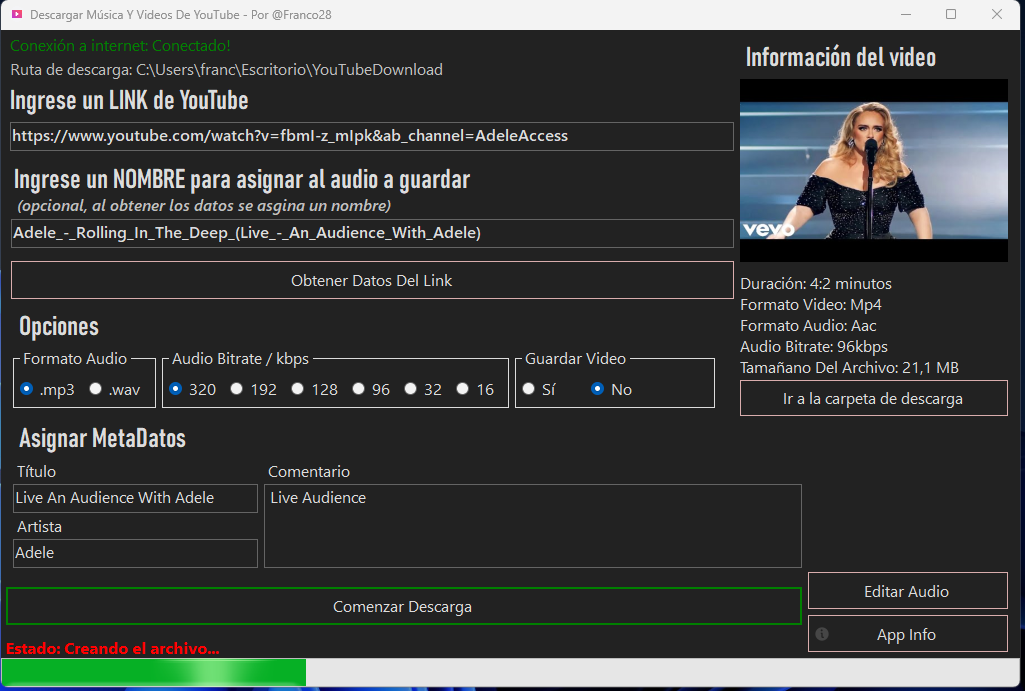 Descargar Música Y Videos De YouTube - Por @Franco28
Conexión a internet: Conectado!
Ruta de descarga: C:\Users\franc\Escritorio\YouTubeDownload
Ingrese un LINK de YouTube
https://www.youtube.com/watch?v=fbmI-z_mIpk&ab_channel=AdeleAccess
Ingrese un NOMBRE para asignar al audio a guardar
(opcional, al obtener los datos se asgina un nombre)
Adele_-_Rolling_In_The_Deep_(Live_-_An_Audience_With_Adele)
Obtener Datos Del Link
Opciones
Formato Audio
.mp3 .wav
Audio Bitrate / kbps
320 192 128 96 32 16
Guardar Video
Sí No
Asignar MetaDatos
Título
Live An Audience With Adele
Artista
Adele
Comentario
Live Audience
Comenzar Descarga
Estado: Creando el archivo...
Información del video
vevo
Duración: 4:2 minutos
Formato Video: Mp4
Formato Audio: Aac
Audio Bitrate: 96kbps
Tamañano Del Archivo: 21,1 MB
Ir a la carpeta de descarga
Editar Audio
App Info